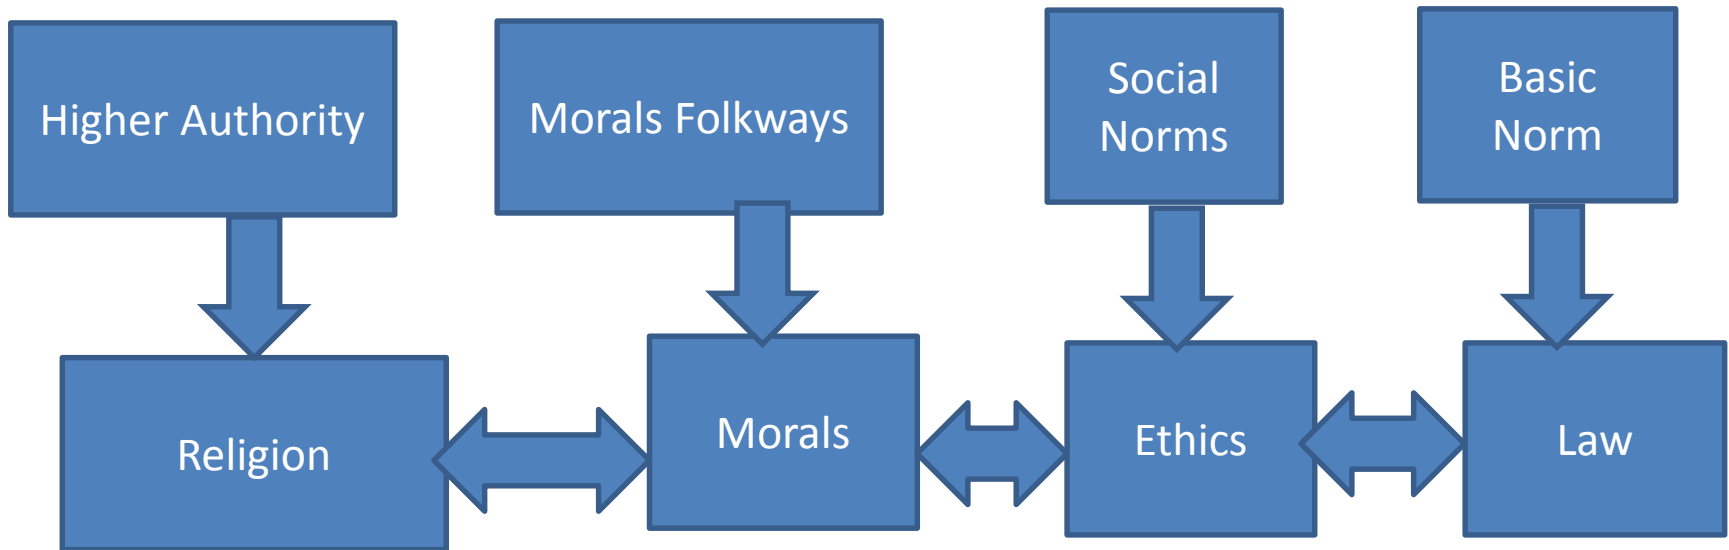 Higher Authority
Morals Folkways
Social
Norms
Basic
Norm
Religion
Morals
Ethics
Law